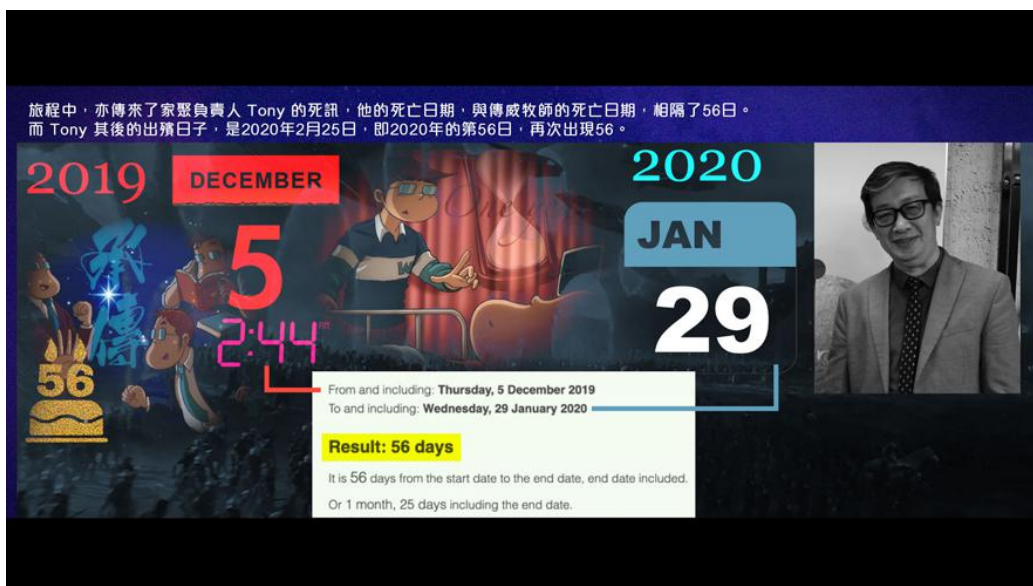 旅程中，亦傳來了家聚負責人 Tony 的死訊，他的死亡日期，與傳威牧師的死亡日期，相隔了56日。
而 Tony 其後的出殯日子，是2020年2月25日，即2020年的第56日，再次出現56。
2019
DECEMBER
5
2:44
PM
承傳
56
One
2020
JAN
29
From and including: Thursday, 5 December 2019
To and including: Wednesday, 29 January 2020
Result: 56 days
It is 56 days from the start date to the end date, end date included.
Or 1 month, 25 days including the end date.